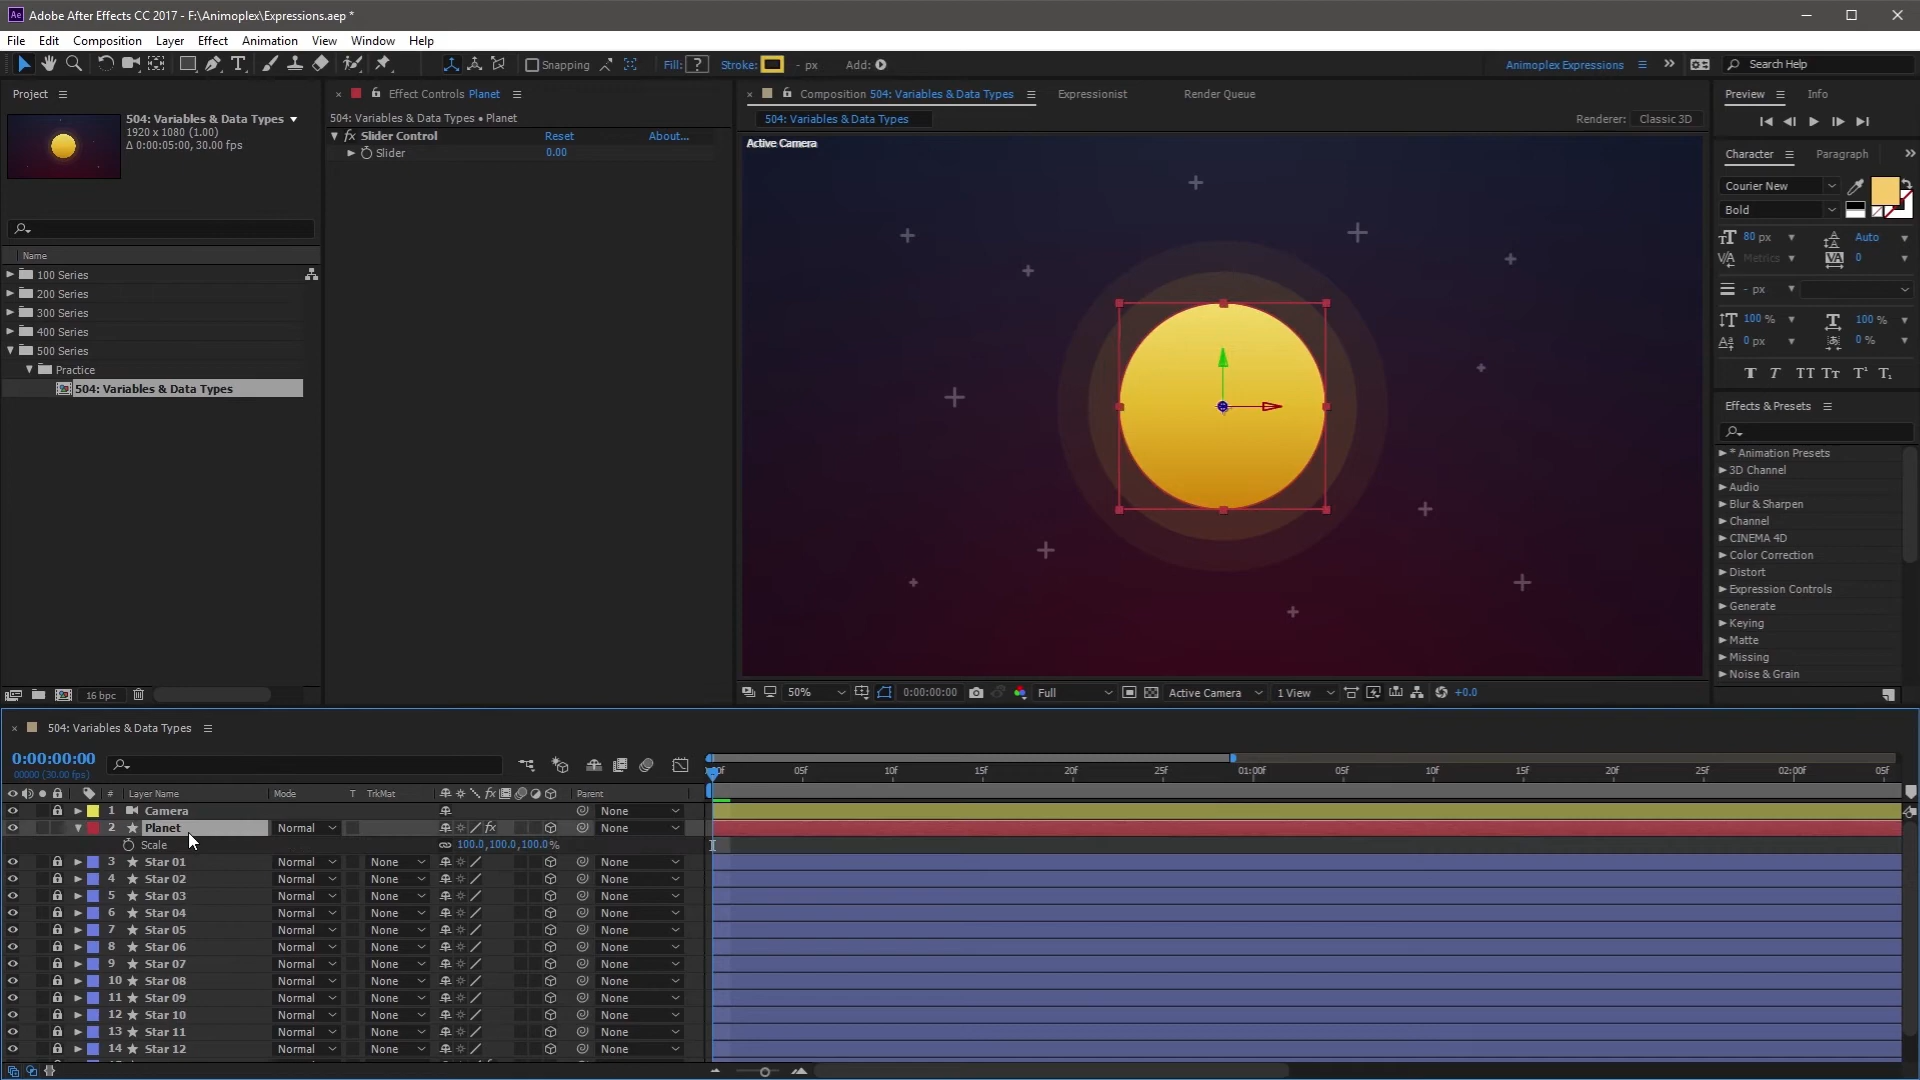 Adobe After Effects CC 2017 - F:\Animoplex\Expressions.aep *
File Edit Composition Layer Effect Animation View Window Help
Snapping Fill: ? Stroke: - px Add: Animoplex Expressions Search Help
Project
504: Variables & Data Types
1920 x 1080 (1.00)
Δ 0:00:05:00, 30.00 fps
Name
100 Series
200 Series
300 Series
400 Series
500 Series
Practice
504: Variables & Data Types
16 bpc
Effect Controls Planet
504: Variables & Data Types • Planet
fx Slider Control Reset About...
Slider 0.00
Composition 504: Variables & Data Types Expressionist Render Queue
504: Variables & Data Types Renderer: Classic 3D
Active Camera
50% 0:00:00:00 Full Active Camera 1 View +0.0
Preview Info
Character Paragraph
Courier New
Bold
80 px Auto
Metrics 0
- px
100 % 100 %
0 px 0 %
T T TT Tt T¹ T₁
Effects & Presets
* Animation Presets
3D Channel
Audio
Blur & Sharpen
Channel
CINEMA 4D
Color Correction
Distort
Expression Controls
Generate
Keying
Matte
Missing
Noise & Grain
504: Variables & Data Types
0:00:00:00
00000 (30.00 fps)
05f 10f 15f 20f 25f 01:00f 05f 10f 15f 20f 25f 02:00f 05f
# Layer Name Mode T TrkMat fx Parent
1 Camera None
2 Planet Normal fx None
Scale 100.0,100.0,100.0%
3 Star 01 Normal None None
4 Star 02 Normal None None
5 Star 03 Normal None None
6 Star 04 Normal None None
7 Star 05 Normal None None
8 Star 06 Normal None None
9 Star 07 Normal None None
10 Star 08 Normal None None
11 Star 09 Normal None None
12 Star 10 Normal None None
13 Star 11 Normal None None
14 Star 12 Normal None None